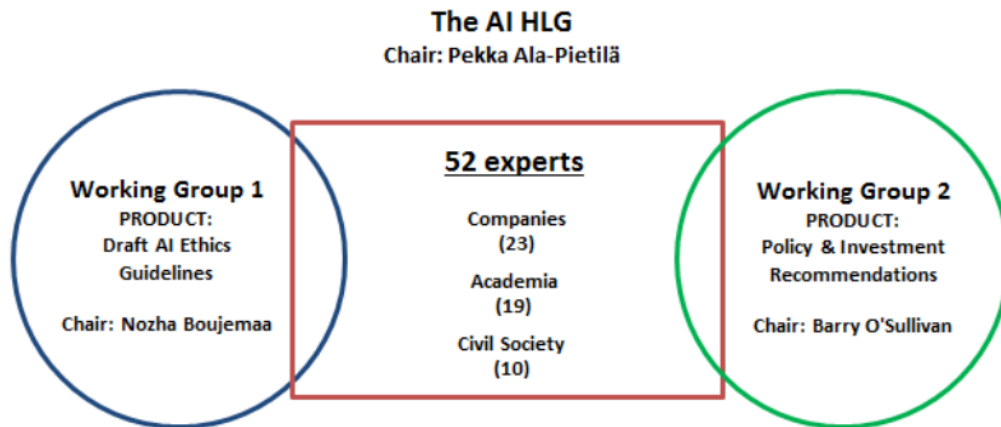 The AI HLG
Chair: Pekka Ala-Pietilä
Working Group 1
PRODUCT:
Draft AI Ethics
Guidelines
Chair: Nozha Boujemaa
52 experts
Companies
(23)
Academia
(19)
Civil Society
(10)
Working Group 2
PRODUCT:
Policy & Investment
Recommendations
Chair: Barry O'Sullivan